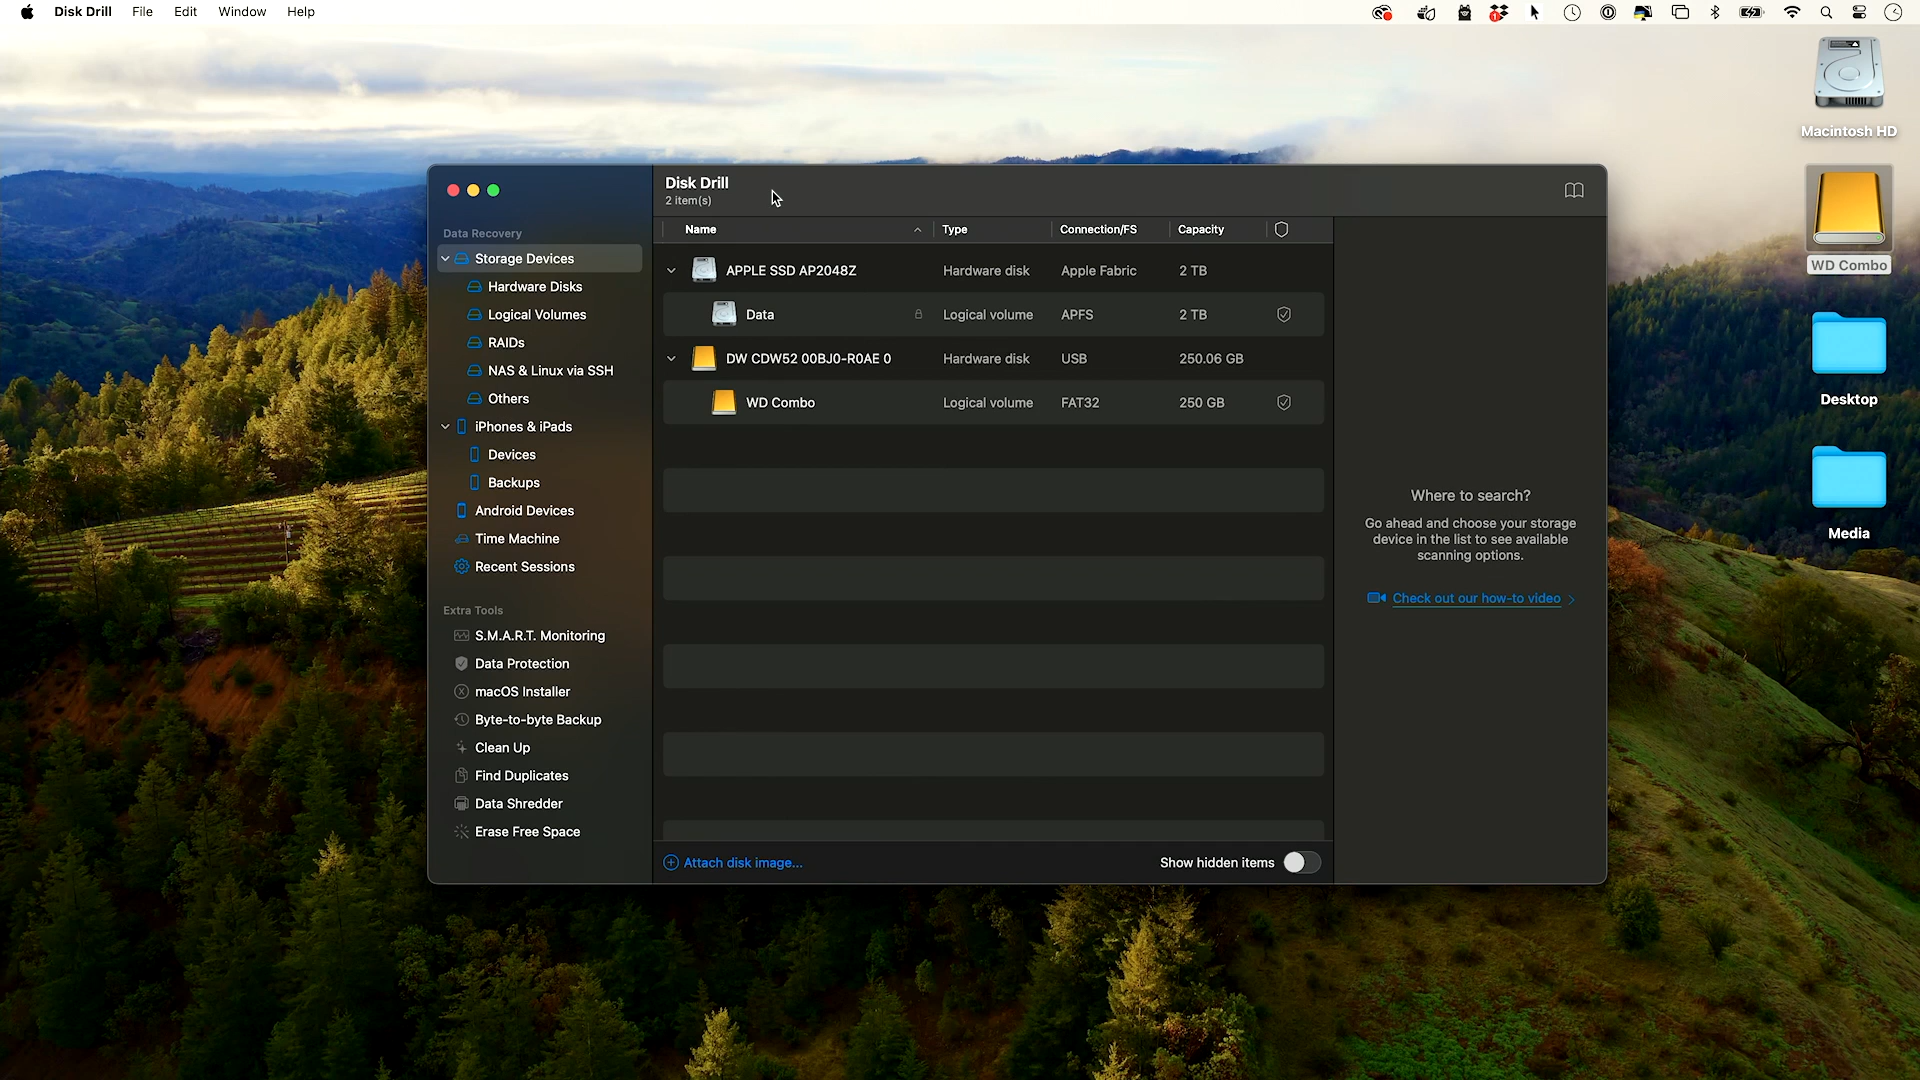 Disk Drill File Edit Window Help
1
Macintosh HD
WD Combo
Desktop
Media
Data Recovery
Storage Devices
Hardware Disks
Logical Volumes
RAIDs
NAS & Linux via SSH
Others
iPhones & iPads
Devices
Backups
Android Devices
Time Machine
Recent Sessions
Extra Tools
S.M.A.R.T. Monitoring
Data Protection
macOS Installer
Byte-to-byte Backup
Clean Up
Find Duplicates
Data Shredder
Erase Free Space
Disk Drill
2 item(s)
Name Type Connection/FS Capacity
APPLE SSD AP2048Z Hardware disk Apple Fabric 2 TB
Data Logical volume APFS 2 TB
DW CDW52 00BJ0-R0AE 0 Hardware disk USB 250.06 GB
WD Combo Logical volume FAT32 250 GB
Attach disk image... Show hidden items
Where to search?
Go ahead and choose your storage
device in the list to see available
scanning options.
Check out our how-to video